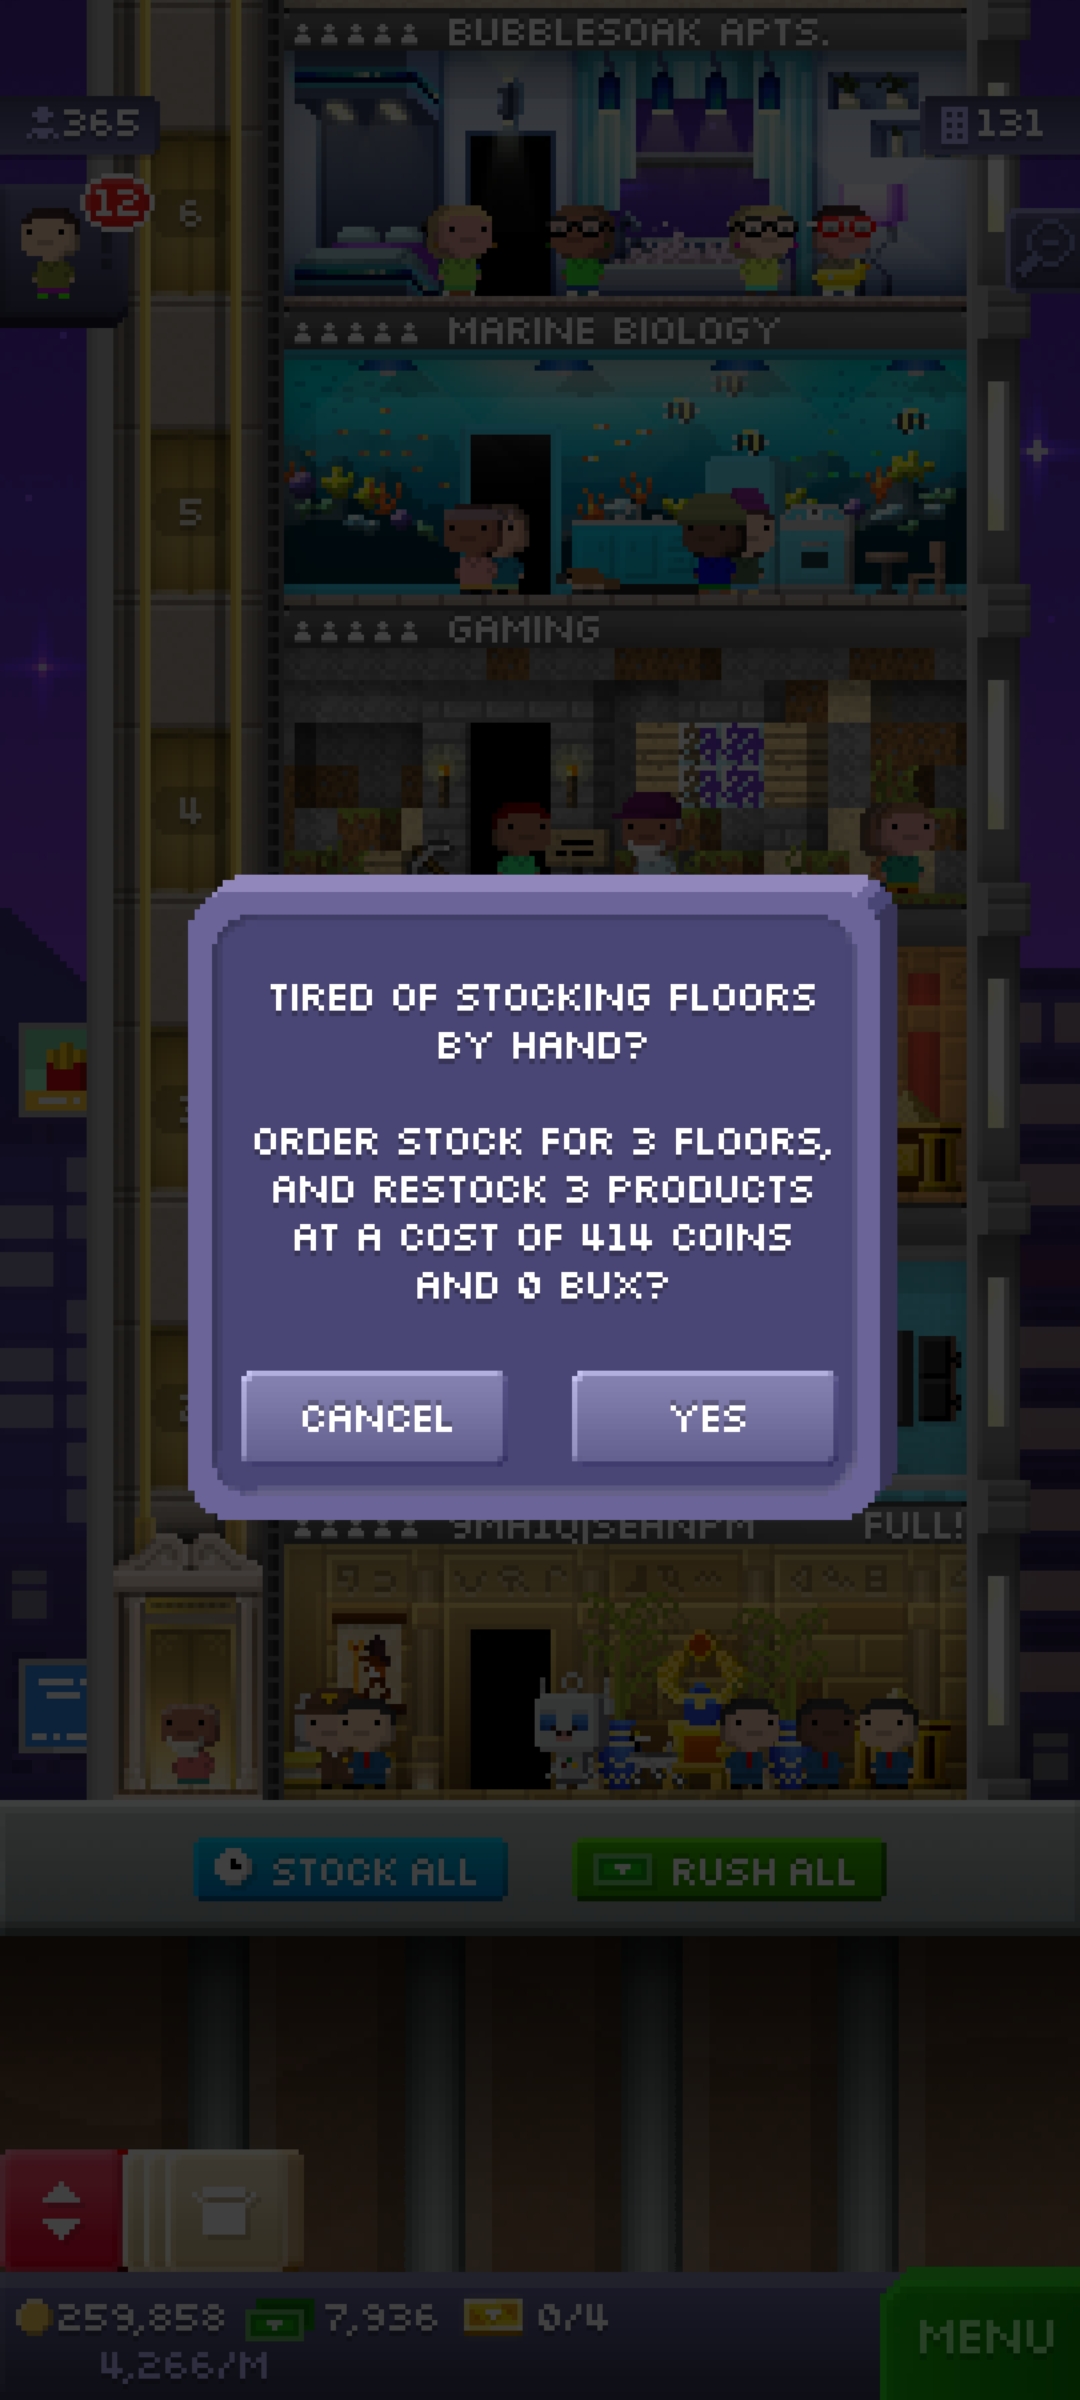 BUBBLESOAK APTS.
365
131
12
6
MARINE BIOLOGY
5
GAMING
4
TIRED OF STOCKING FLOORS
BY HAND?
ORDER STOCK FOR 3 FLOORS,
AND RESTOCK 3 PRODUCTS
AT A COST OF 414 COINS
AND 0 BUX?
CANCEL
YES
FULL!
STOCK ALL
RUSH ALL
259,858
7,936
0/4
4,266/M
MENU